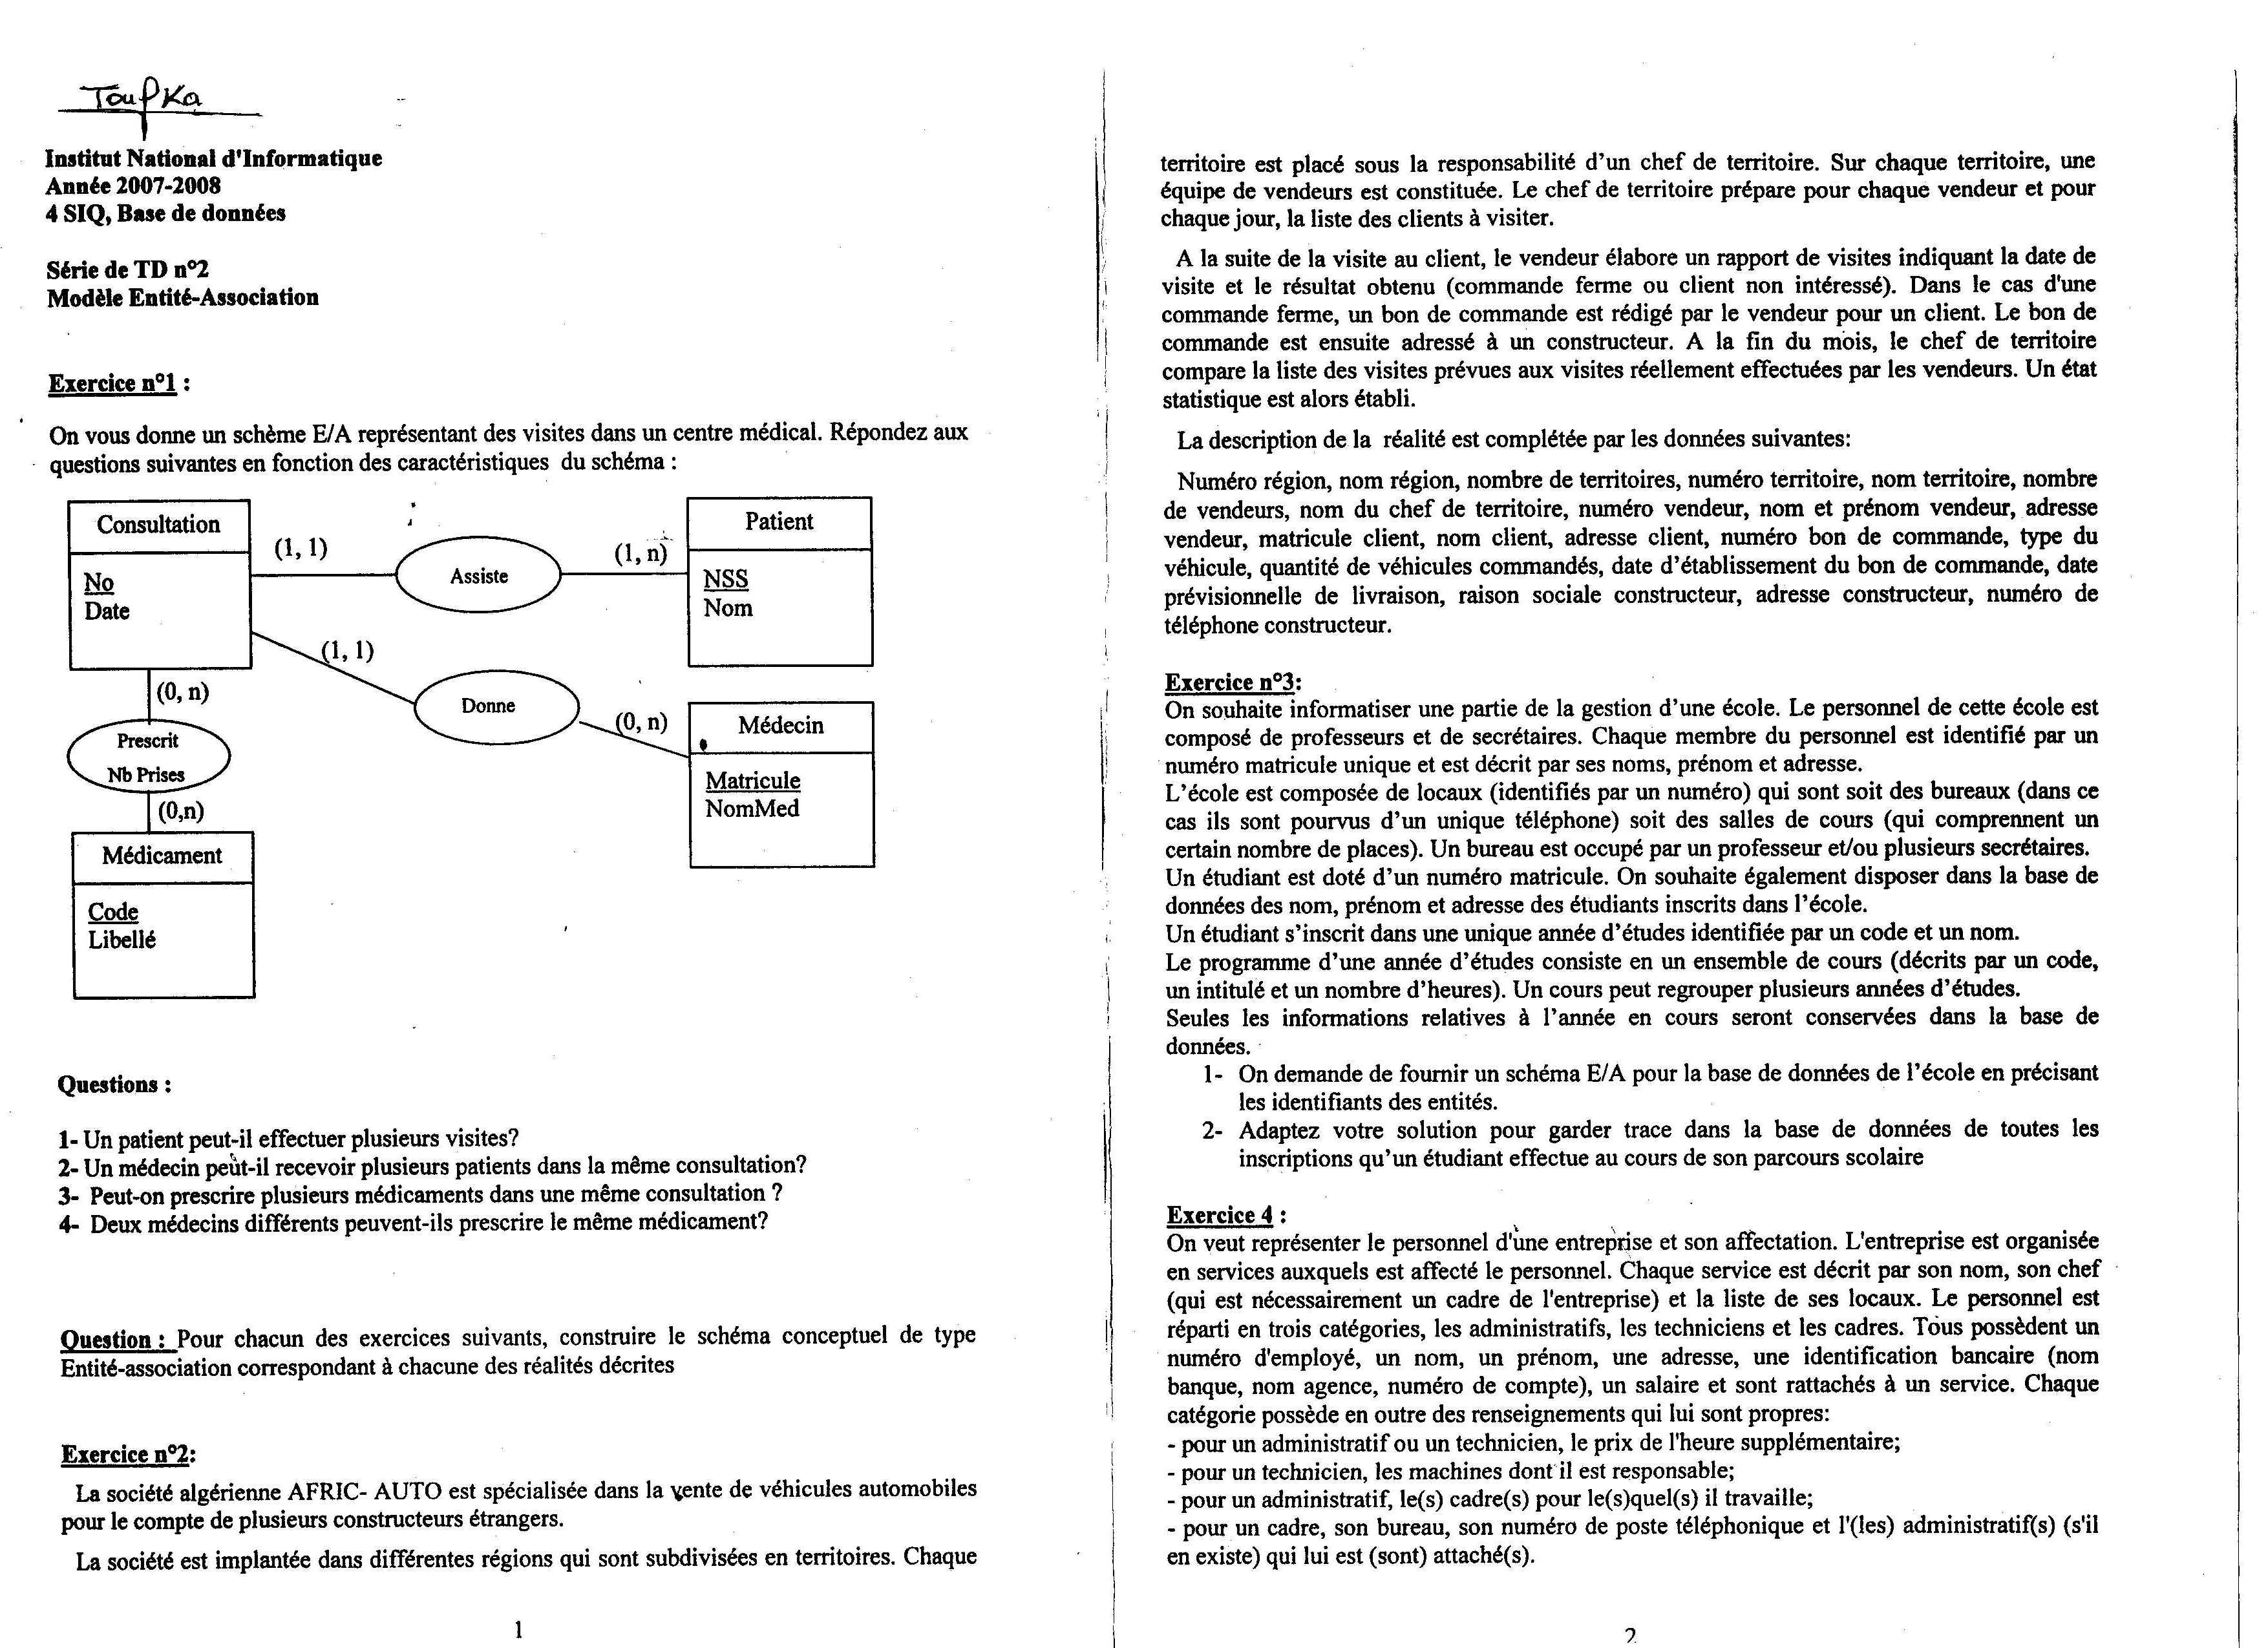 Toufka
Institut National d'Informatique
Année 2007-2008
4 SIQ, Base de données
Série de TD n°2
Modèle Entité-Association
Exercice n°1 :
On vous donne un schème E/A représentant des visites dans un centre médical. Répondez aux
questions suivantes en fonction des caractéristiques du schéma :
Consultation
No
Date
(1, 1)
Assiste
(1, n)
Patient
NSS
Nom
(1, 1)
Donne
(0, n)
Médecin
Matricule
NomMed
(0, n)
Prescrit
Nb Prises
(0,n)
Médicament
Code
Libellé
Questions :
1- Un patient peut-il effectuer plusieurs visites?
2- Un médecin peut-il recevoir plusieurs patients dans la même consultation?
3- Peut-on prescrire plusieurs médicaments dans une même consultation ?
4- Deux médecins différents peuvent-ils prescrire le même médicament?
Question : Pour chacun des exercices suivants, construire le schéma conceptuel de type
Entité-association correspondant à chacune des réalités décrites
Exercice n°2:
La société algérienne AFRIC- AUTO est spécialisée dans la vente de véhicules automobiles
pour le compte de plusieurs constructeurs étrangers.
La société est implantée dans différentes régions qui sont subdivisées en territoires. Chaque
1
territoire est placé sous la responsabilité d'un chef de territoire. Sur chaque territoire, une
équipe de vendeurs est constituée. Le chef de territoire prépare pour chaque vendeur et pour
chaque jour, la liste des clients à visiter.
A la suite de la visite au client, le vendeur élabore un rapport de visites indiquant la date de
visite et le résultat obtenu (commande ferme ou client non intéressé). Dans le cas d'une
commande ferme, un bon de commande est rédigé par le vendeur pour un client. Le bon de
commande est ensuite adressé à un constructeur. A la fin du mois, le chef de territoire
compare la liste des visites prévues aux visites réellement effectuées par les vendeurs. Un état
statistique est alors établi.
La description de la réalité est complétée par les données suivantes:
Numéro région, nom région, nombre de territoires, numéro territoire, nom territoire, nombre
de vendeurs, nom du chef de territoire, numéro vendeur, nom et prénom vendeur, adresse
vendeur, matricule client, nom client, adresse client, numéro bon de commande, type du
véhicule, quantité de véhicules commandés, date d'établissement du bon de commande, date
prévisionnelle de livraison, raison sociale constructeur, adresse constructeur, numéro de
téléphone constructeur.
Exercice n°3:
On souhaite informatiser une partie de la gestion d'une école. Le personnel de cette école est
composé de professeurs et de secrétaires. Chaque membre du personnel est identifié par un
numéro matricule unique et est décrit par ses noms, prénom et adresse.
L'école est composée de locaux (identifiés par un numéro) qui sont soit des bureaux (dans ce
cas ils sont pourvus d'un unique téléphone) soit des salles de cours (qui comprennent un
certain nombre de places). Un bureau est occupé par un professeur et/ou plusieurs secrétaires.
Un étudiant est doté d'un numéro matricule. On souhaite également disposer dans la base de
données des nom, prénom et adresse des étudiants inscrits dans l'école.
Un étudiant s'inscrit dans une unique année d'études identifiée par un code et un nom.
Le programme d'une année d'études consiste en un ensemble de cours (décrits par un code,
un intitulé et un nombre d'heures). Un cours peut regrouper plusieurs années d'études.
Seules les informations relatives à l'année en cours seront conservées dans la base de
données.
1- On demande de fournir un schéma E/A pour la base de données de l'école en précisant
les identifiants des entités.
2- Adaptez votre solution pour garder trace dans la base de données de toutes les
inscriptions qu'un étudiant effectue au cours de son parcours scolaire
Exercice 4 :
On veut représenter le personnel d'une entreprise et son affectation. L'entreprise est organisée
en services auxquels est affecté le personnel. Chaque service est décrit par son nom, son chef
(qui est nécessairement un cadre de l'entreprise) et la liste de ses locaux. Le personnel est
réparti en trois catégories, les administratifs, les techniciens et les cadres. Tous possèdent un
numéro d'employé, un nom, un prénom, une adresse, une identification bancaire (nom
banque, nom agence, numéro de compte), un salaire et sont rattachés à un service. Chaque
catégorie possède en outre des renseignements qui lui sont propres:
- pour un administratif ou un technicien, le prix de l'heure supplémentaire;
- pour un technicien, les machines dont il est responsable;
- pour un administratif, le(s) cadre(s) pour le(s)quel(s) il travaille;
- pour un cadre, son bureau, son numéro de poste téléphonique et l'(les) administratif(s) (s'il
en existe) qui lui est (sont) attaché(s).
2